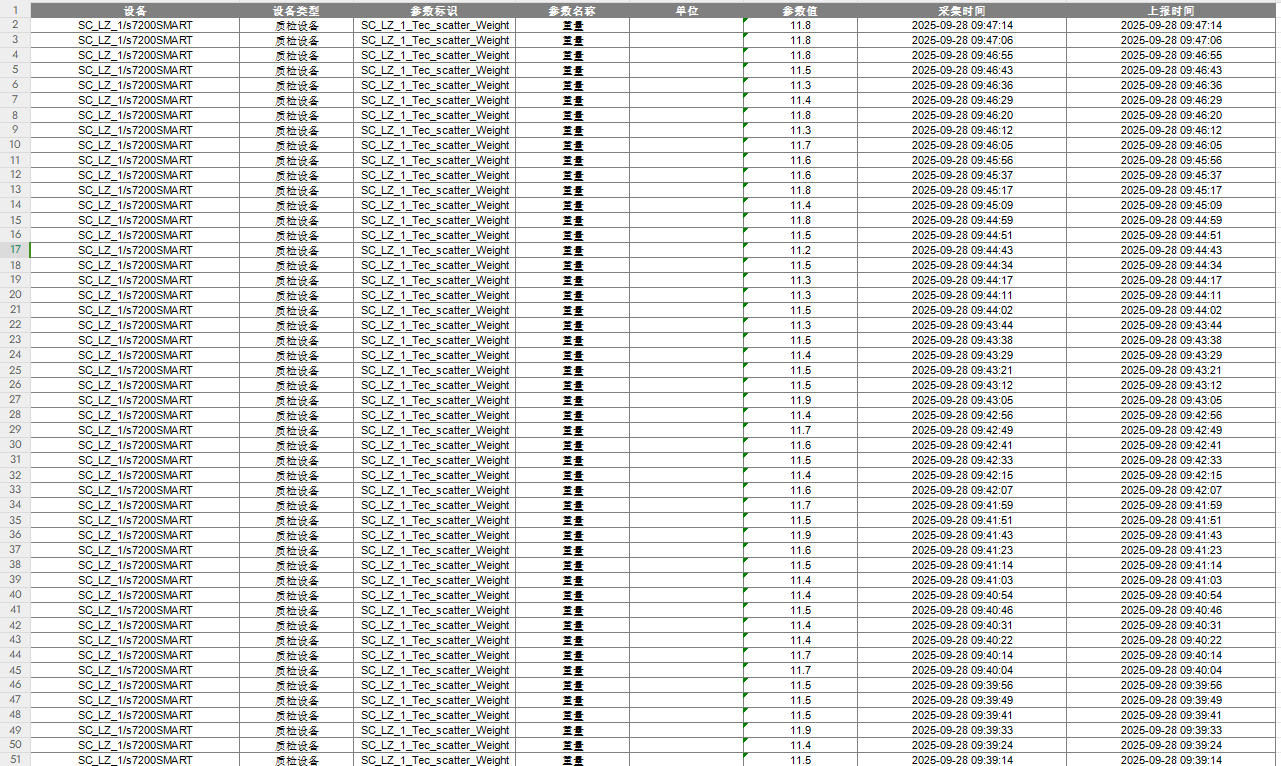 1 设备 设备类型 参数标识 参数名称 单位 参数值 采集时间 上报时间
2 SC_LZ_1/s7200SMART 质检设备 SC_LZ_1_Tec_scatter_Weight 重量 11.8 2025-09-28 09:47:14 2025-09-28 09:47:14
3 SC_LZ_1/s7200SMART 质检设备 SC_LZ_1_Tec_scatter_Weight 重量 11.8 2025-09-28 09:47:06 2025-09-28 09:47:06
4 SC_LZ_1/s7200SMART 质检设备 SC_LZ_1_Tec_scatter_Weight 重量 11.8 2025-09-28 09:46:55 2025-09-28 09:46:55
5 SC_LZ_1/s7200SMART 质检设备 SC_LZ_1_Tec_scatter_Weight 重量 11.5 2025-09-28 09:46:43 2025-09-28 09:46:43
6 SC_LZ_1/s7200SMART 质检设备 SC_LZ_1_Tec_scatter_Weight 重量 11.3 2025-09-28 09:46:36 2025-09-28 09:46:36
7 SC_LZ_1/s7200SMART 质检设备 SC_LZ_1_Tec_scatter_Weight 重量 11.4 2025-09-28 09:46:29 2025-09-28 09:46:29
8 SC_LZ_1/s7200SMART 质检设备 SC_LZ_1_Tec_scatter_Weight 重量 11.8 2025-09-28 09:46:20 2025-09-28 09:46:20
9 SC_LZ_1/s7200SMART 质检设备 SC_LZ_1_Tec_scatter_Weight 重量 11.3 2025-09-28 09:46:12 2025-09-28 09:46:12
10 SC_LZ_1/s7200SMART 质检设备 SC_LZ_1_Tec_scatter_Weight 重量 11.7 2025-09-28 09:46:05 2025-09-28 09:46:05
11 SC_LZ_1/s7200SMART 质检设备 SC_LZ_1_Tec_scatter_Weight 重量 11.6 2025-09-28 09:45:56 2025-09-28 09:45:56
12 SC_LZ_1/s7200SMART 质检设备 SC_LZ_1_Tec_scatter_Weight 重量 11.6 2025-09-28 09:45:37 2025-09-28 09:45:37
13 SC_LZ_1/s7200SMART 质检设备 SC_LZ_1_Tec_scatter_Weight 重量 11.8 2025-09-28 09:45:17 2025-09-28 09:45:17
14 SC_LZ_1/s7200SMART 质检设备 SC_LZ_1_Tec_scatter_Weight 重量 11.4 2025-09-28 09:45:09 2025-09-28 09:45:09
15 SC_LZ_1/s7200SMART 质检设备 SC_LZ_1_Tec_scatter_Weight 重量 11.8 2025-09-28 09:44:59 2025-09-28 09:44:59
16 SC_LZ_1/s7200SMART 质检设备 SC_LZ_1_Tec_scatter_Weight 重量 11.5 2025-09-28 09:44:51 2025-09-28 09:44:51
17 SC_LZ_1/s7200SMART 质检设备 SC_LZ_1_Tec_scatter_Weight 重量 11.2 2025-09-28 09:44:43 2025-09-28 09:44:43
18 SC_LZ_1/s7200SMART 质检设备 SC_LZ_1_Tec_scatter_Weight 重量 11.5 2025-09-28 09:44:34 2025-09-28 09:44:34
19 SC_LZ_1/s7200SMART 质检设备 SC_LZ_1_Tec_scatter_Weight 重量 11.3 2025-09-28 09:44:17 2025-09-28 09:44:17
20 SC_LZ_1/s7200SMART 质检设备 SC_LZ_1_Tec_scatter_Weight 重量 11.3 2025-09-28 09:44:11 2025-09-28 09:44:11
21 SC_LZ_1/s7200SMART 质检设备 SC_LZ_1_Tec_scatter_Weight 重量 11.5 2025-09-28 09:44:02 2025-09-28 09:44:02
22 SC_LZ_1/s7200SMART 质检设备 SC_LZ_1_Tec_scatter_Weight 重量 11.3 2025-09-28 09:43:44 2025-09-28 09:43:44
23 SC_LZ_1/s7200SMART 质检设备 SC_LZ_1_Tec_scatter_Weight 重量 11.5 2025-09-28 09:43:38 2025-09-28 09:43:38
24 SC_LZ_1/s7200SMART 质检设备 SC_LZ_1_Tec_scatter_Weight 重量 11.4 2025-09-28 09:43:29 2025-09-28 09:43:29
25 SC_LZ_1/s7200SMART 质检设备 SC_LZ_1_Tec_scatter_Weight 重量 11.5 2025-09-28 09:43:21 2025-09-28 09:43:21
26 SC_LZ_1/s7200SMART 质检设备 SC_LZ_1_Tec_scatter_Weight 重量 11.5 2025-09-28 09:43:12 2025-09-28 09:43:12
27 SC_LZ_1/s7200SMART 质检设备 SC_LZ_1_Tec_scatter_Weight 重量 11.9 2025-09-28 09:43:05 2025-09-28 09:43:05
28 SC_LZ_1/s7200SMART 质检设备 SC_LZ_1_Tec_scatter_Weight 重量 11.4 2025-09-28 09:42:56 2025-09-28 09:42:56
29 SC_LZ_1/s7200SMART 质检设备 SC_LZ_1_Tec_scatter_Weight 重量 11.7 2025-09-28 09:42:49 2025-09-28 09:42:49
30 SC_LZ_1/s7200SMART 质检设备 SC_LZ_1_Tec_scatter_Weight 重量 11.6 2025-09-28 09:42:41 2025-09-28 09:42:41
31 SC_LZ_1/s7200SMART 质检设备 SC_LZ_1_Tec_scatter_Weight 重量 11.5 2025-09-28 09:42:33 2025-09-28 09:42:33
32 SC_LZ_1/s7200SMART 质检设备 SC_LZ_1_Tec_scatter_Weight 重量 11.4 2025-09-28 09:42:15 2025-09-28 09:42:15
33 SC_LZ_1/s7200SMART 质检设备 SC_LZ_1_Tec_scatter_Weight 重量 11.6 2025-09-28 09:42:07 2025-09-28 09:42:07
34 SC_LZ_1/s7200SMART 质检设备 SC_LZ_1_Tec_scatter_Weight 重量 11.7 2025-09-28 09:41:59 2025-09-28 09:41:59
35 SC_LZ_1/s7200SMART 质检设备 SC_LZ_1_Tec_scatter_Weight 重量 11.5 2025-09-28 09:41:51 2025-09-28 09:41:51
36 SC_LZ_1/s7200SMART 质检设备 SC_LZ_1_Tec_scatter_Weight 重量 11.9 2025-09-28 09:41:43 2025-09-28 09:41:43
37 SC_LZ_1/s7200SMART 质检设备 SC_LZ_1_Tec_scatter_Weight 重量 11.6 2025-09-28 09:41:23 2025-09-28 09:41:23
38 SC_LZ_1/s7200SMART 质检设备 SC_LZ_1_Tec_scatter_Weight 重量 11.5 2025-09-28 09:41:14 2025-09-28 09:41:14
39 SC_LZ_1/s7200SMART 质检设备 SC_LZ_1_Tec_scatter_Weight 重量 11.4 2025-09-28 09:41:03 2025-09-28 09:41:03
40 SC_LZ_1/s7200SMART 质检设备 SC_LZ_1_Tec_scatter_Weight 重量 11.4 2025-09-28 09:40:54 2025-09-28 09:40:54
41 SC_LZ_1/s7200SMART 质检设备 SC_LZ_1_Tec_scatter_Weight 重量 11.5 2025-09-28 09:40:46 2025-09-28 09:40:46
42 SC_LZ_1/s7200SMART 质检设备 SC_LZ_1_Tec_scatter_Weight 重量 11.4 2025-09-28 09:40:31 2025-09-28 09:40:31
43 SC_LZ_1/s7200SMART 质检设备 SC_LZ_1_Tec_scatter_Weight 重量 11.4 2025-09-28 09:40:22 2025-09-28 09:40:22
44 SC_LZ_1/s7200SMART 质检设备 SC_LZ_1_Tec_scatter_Weight 重量 11.7 2025-09-28 09:40:14 2025-09-28 09:40:14
45 SC_LZ_1/s7200SMART 质检设备 SC_LZ_1_Tec_scatter_Weight 重量 11.7 2025-09-28 09:40:04 2025-09-28 09:40:04
46 SC_LZ_1/s7200SMART 质检设备 SC_LZ_1_Tec_scatter_Weight 重量 11.5 2025-09-28 09:39:56 2025-09-28 09:39:56
47 SC_LZ_1/s7200SMART 质检设备 SC_LZ_1_Tec_scatter_Weight 重量 11.5 2025-09-28 09:39:49 2025-09-28 09:39:49
48 SC_LZ_1/s7200SMART 质检设备 SC_LZ_1_Tec_scatter_Weight 重量 11.5 2025-09-28 09:39:41 2025-09-28 09:39:41
49 SC_LZ_1/s7200SMART 质检设备 SC_LZ_1_Tec_scatter_Weight 重量 11.9 2025-09-28 09:39:33 2025-09-28 09:39:33
50 SC_LZ_1/s7200SMART 质检设备 SC_LZ_1_Tec_scatter_Weight 重量 11.4 2025-09-28 09:39:24 2025-09-28 09:39:24
51 SC_LZ_1/s7200SMART 质检设备 SC_LZ_1_Tec_scatter_Weight 重量 11.5 2025-09-28 09:39:14 2025-09-28 09:39:14